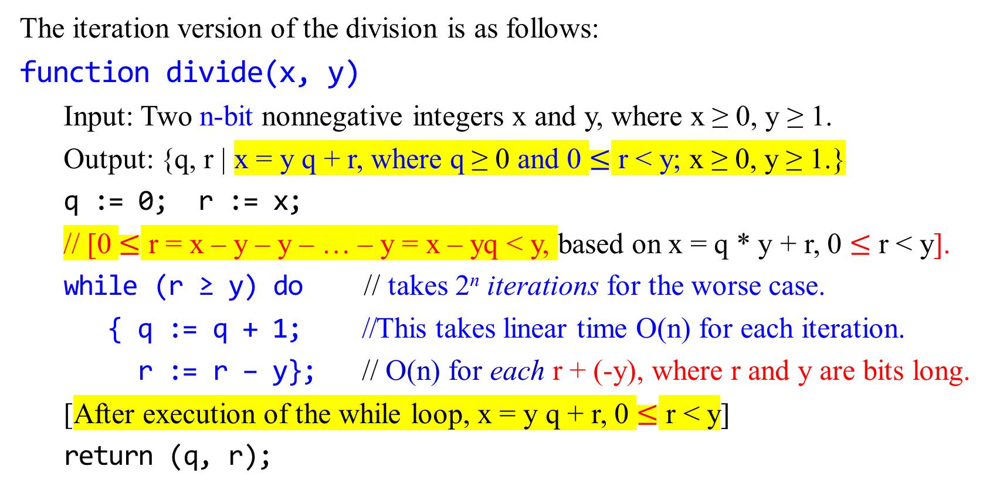 The iteration version of the division is as follows:
function divide(x, y)
Input: Two n-bit nonnegative integers x and y, where x ≥ 0, y ≥ 1.
Output: {q, r | x = y q + r, where q ≥ 0 and 0 ≤ r < y; x ≥ 0, y ≥ 1.}
q := 0; r := x;
// [0 ≤ r = x – y – y – … – y = x – yq < y, based on x = q * y + r, 0 ≤ r < y].
while (r ≥ y) do // takes 2ⁿ iterations for the worse case.
{ q := q + 1; //This takes linear time O(n) for each iteration.
r := r – y}; // O(n) for each r + (-y), where r and y are bits long.
[After execution of the while loop, x = y q + r, 0 ≤ r < y]
return (q, r);